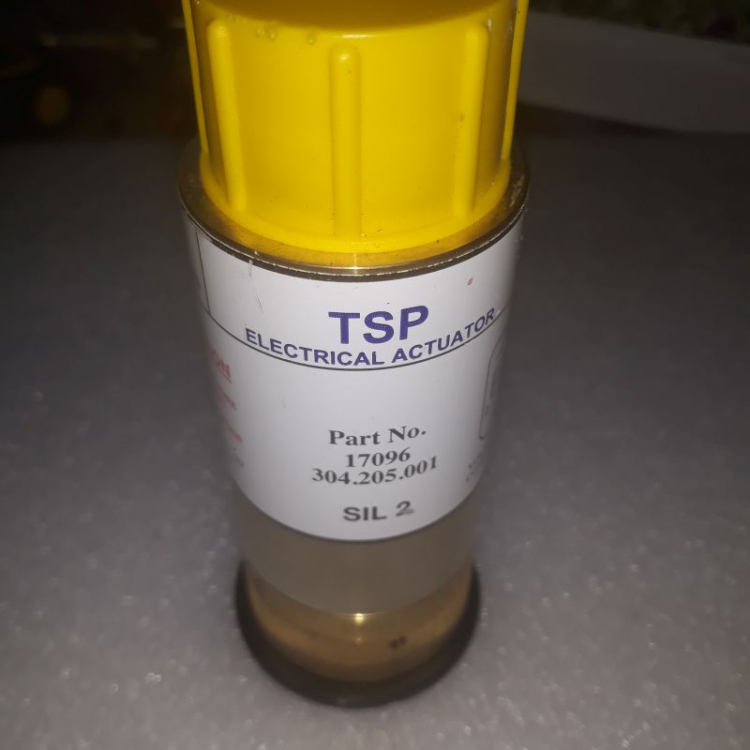 TSP
ELECTRICAL ACTUATOR
Part No.
17096
304.205.001
SIL 2